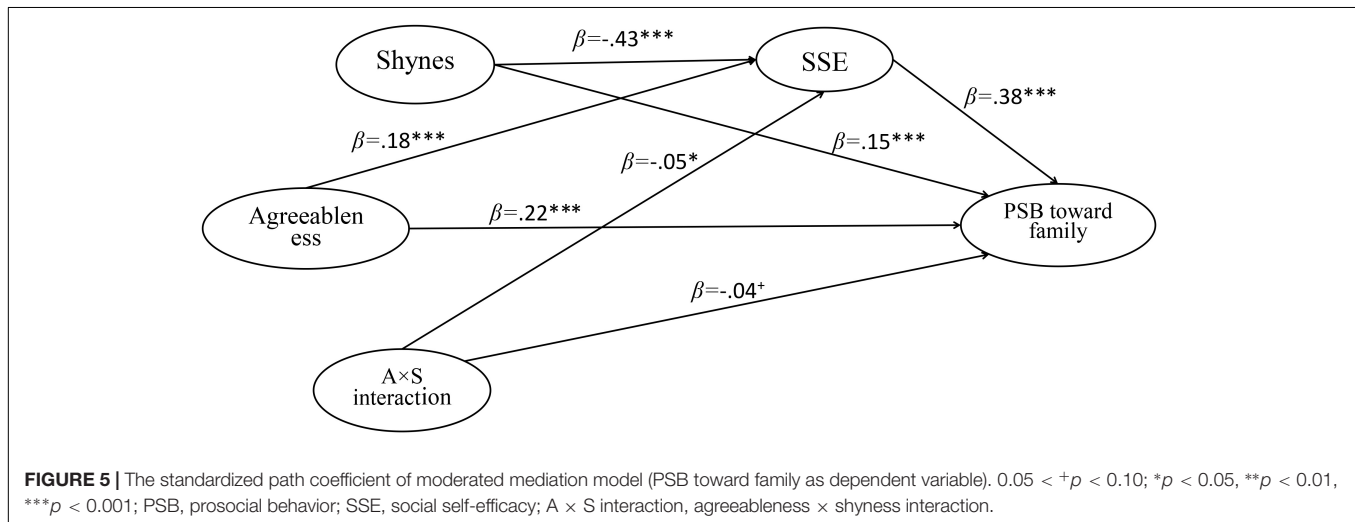 β=-.43***
Shynes
SSE
β=.38***
β=.18***
β=.15***
β=-.05*
Agreeablen
ess
β=.22***
PSB toward
family
β=-.04⁺
A×S
interaction
FIGURE 5 | The standardized path coefficient of moderated mediation model (PSB toward family as dependent variable). 0.05 < ⁺p < 0.10; *p < 0.05, **p < 0.01,
***p < 0.001; PSB, prosocial behavior; SSE, social self-efficacy; A × S interaction, agreeableness × shyness interaction.